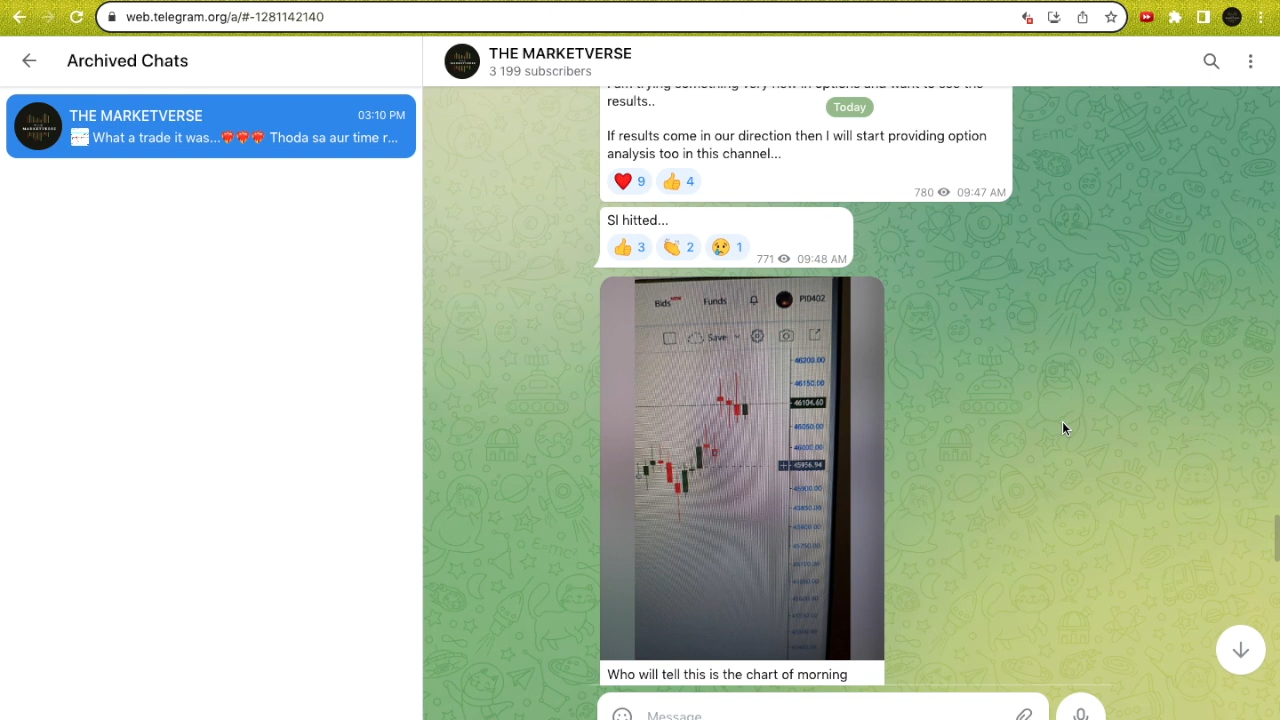 web.telegram.org/a/#-1281142140
Archived Chats
THE MARKETVERSE
3 199 subscribers
THE MARKETVERSE 03:10 PM
What a trade it was...🧧🧧🧧 Thoda sa aur time r...
results..
Today
If results come in our direction then I will start providing option
analysis too in this channel...
❤️ 9 👍 4
780 09:47 AM
Sl hitted...
👍 3 👏 2 😢 1
771 09:48 AM
Bids NEW Funds PI0402
Save
46200.00
46150.00
46104.60
46050.00
46000.00
45956.94
45900.00
45850.00
45800.00
Who will tell this is the chart of morning
Message